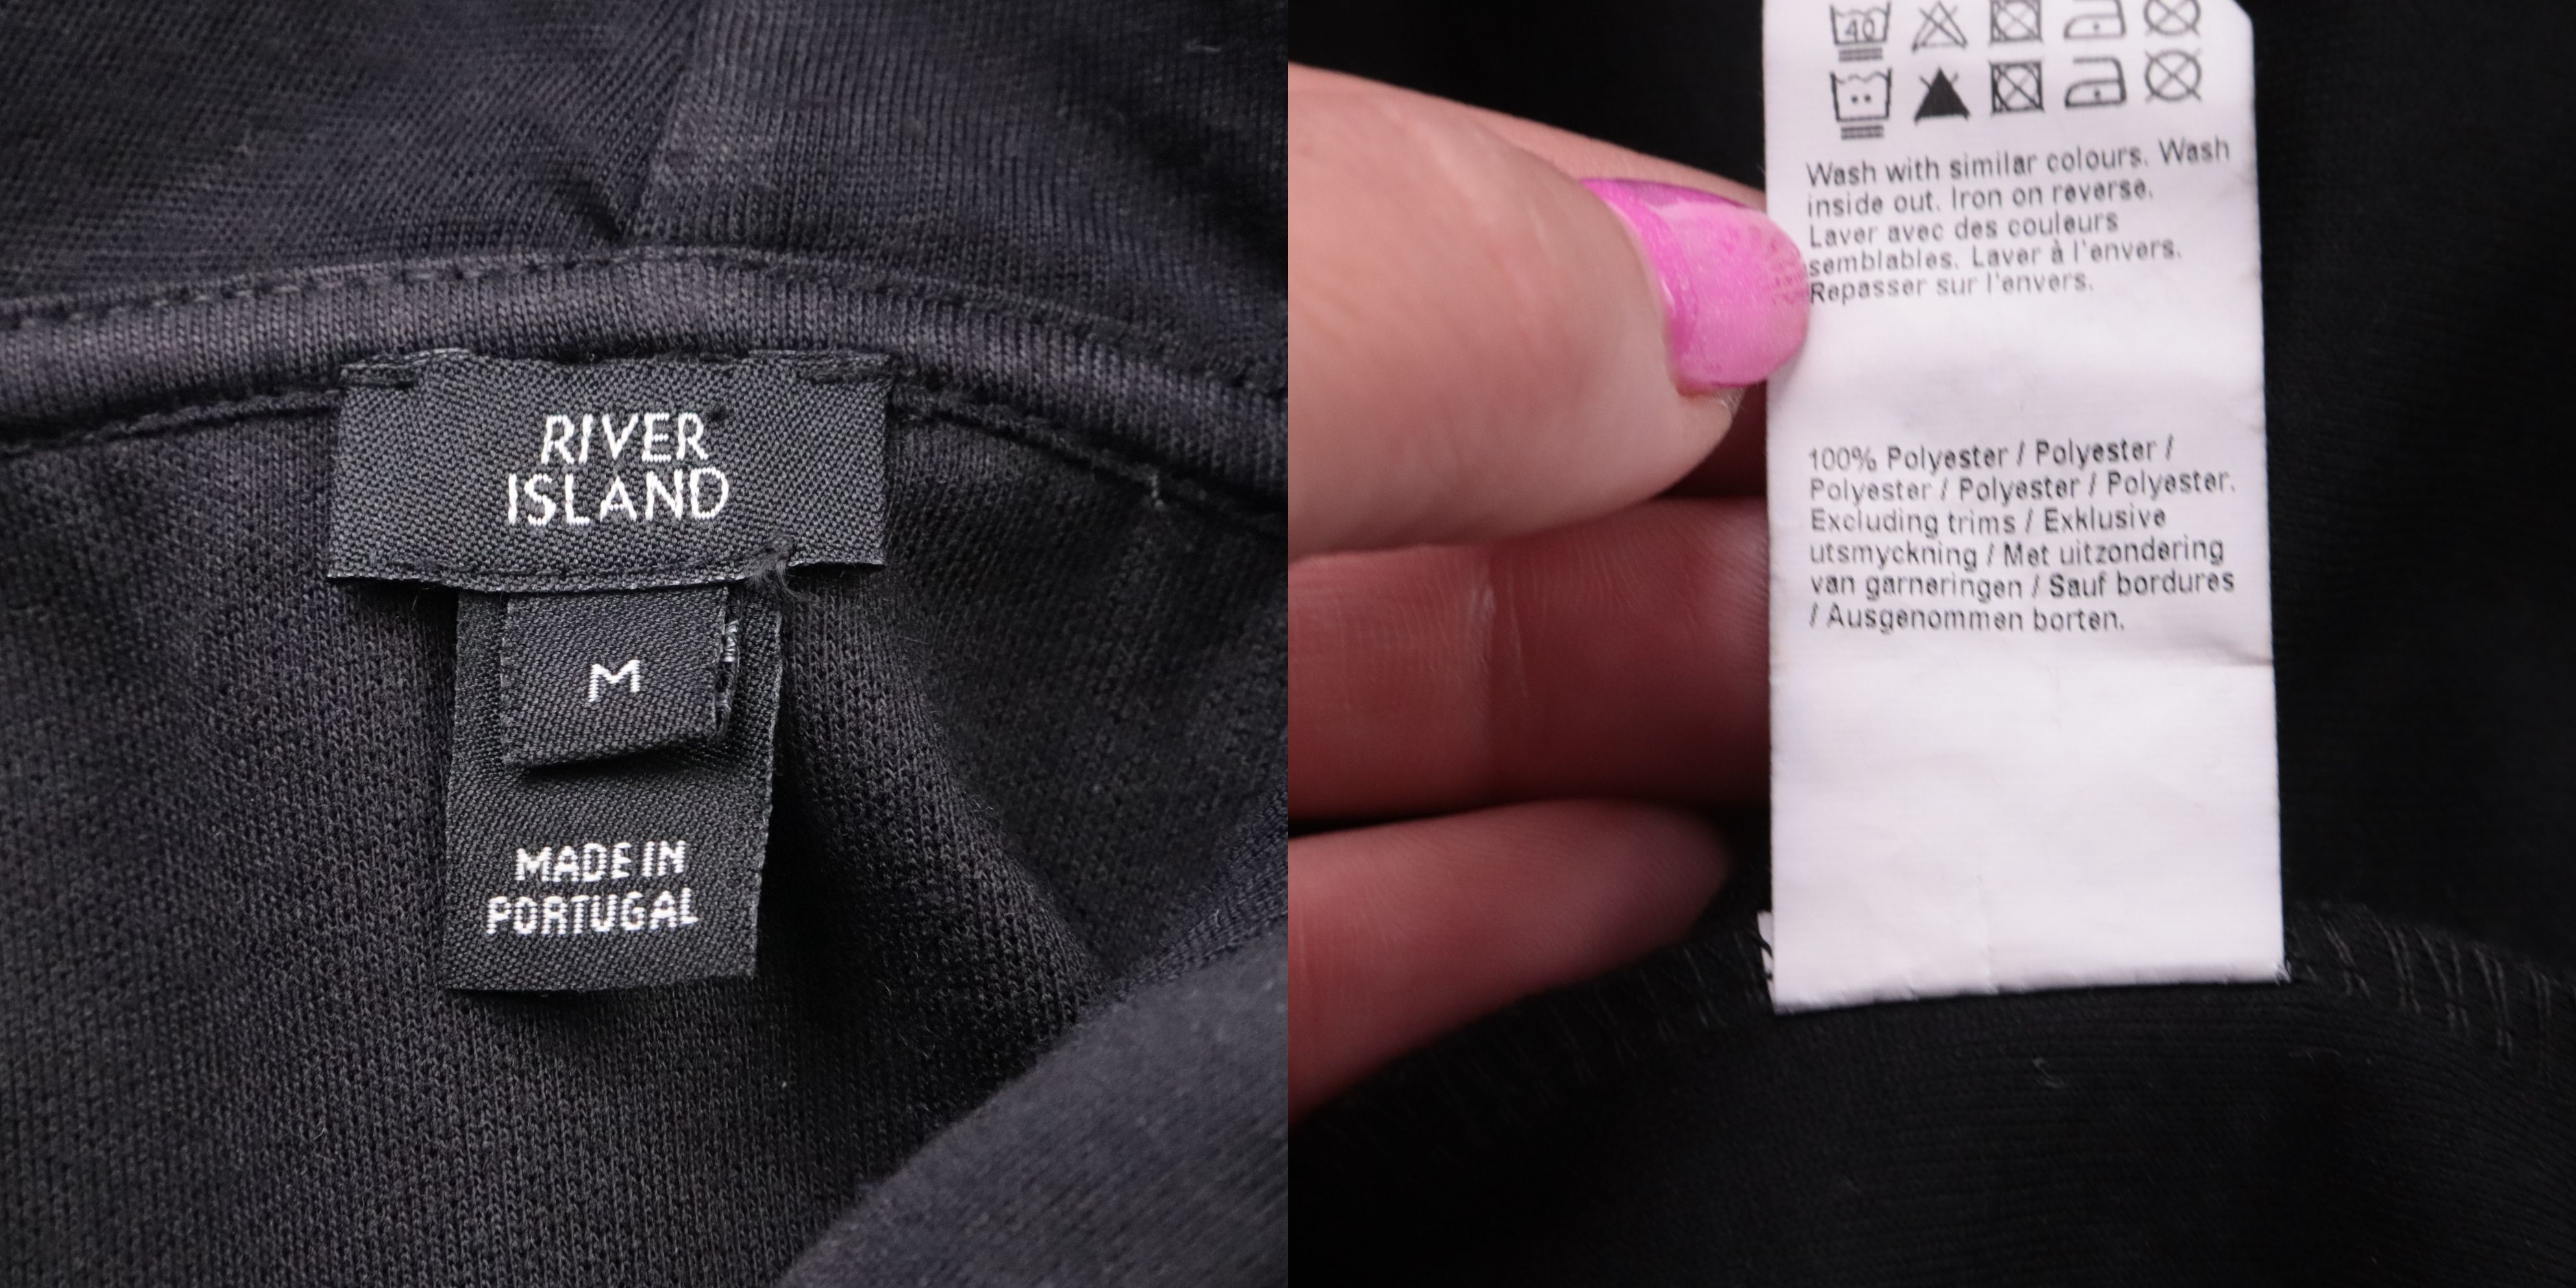 RIVER
ISLAND
M
MADE IN
PORTUGAL
40
Wash with similar colours. Wash
inside out. Iron on reverse.
Laver avec des couleurs
semblables. Laver à l'envers.
Repasser sur l'envers.
100% Polyester / Polyester /
Polyester / Polyester / Polyester.
Excluding trims / Exklusive
utsmyckning / Met uitzondering
van garneringen / Sauf bordures
/ Ausgenommen borten.